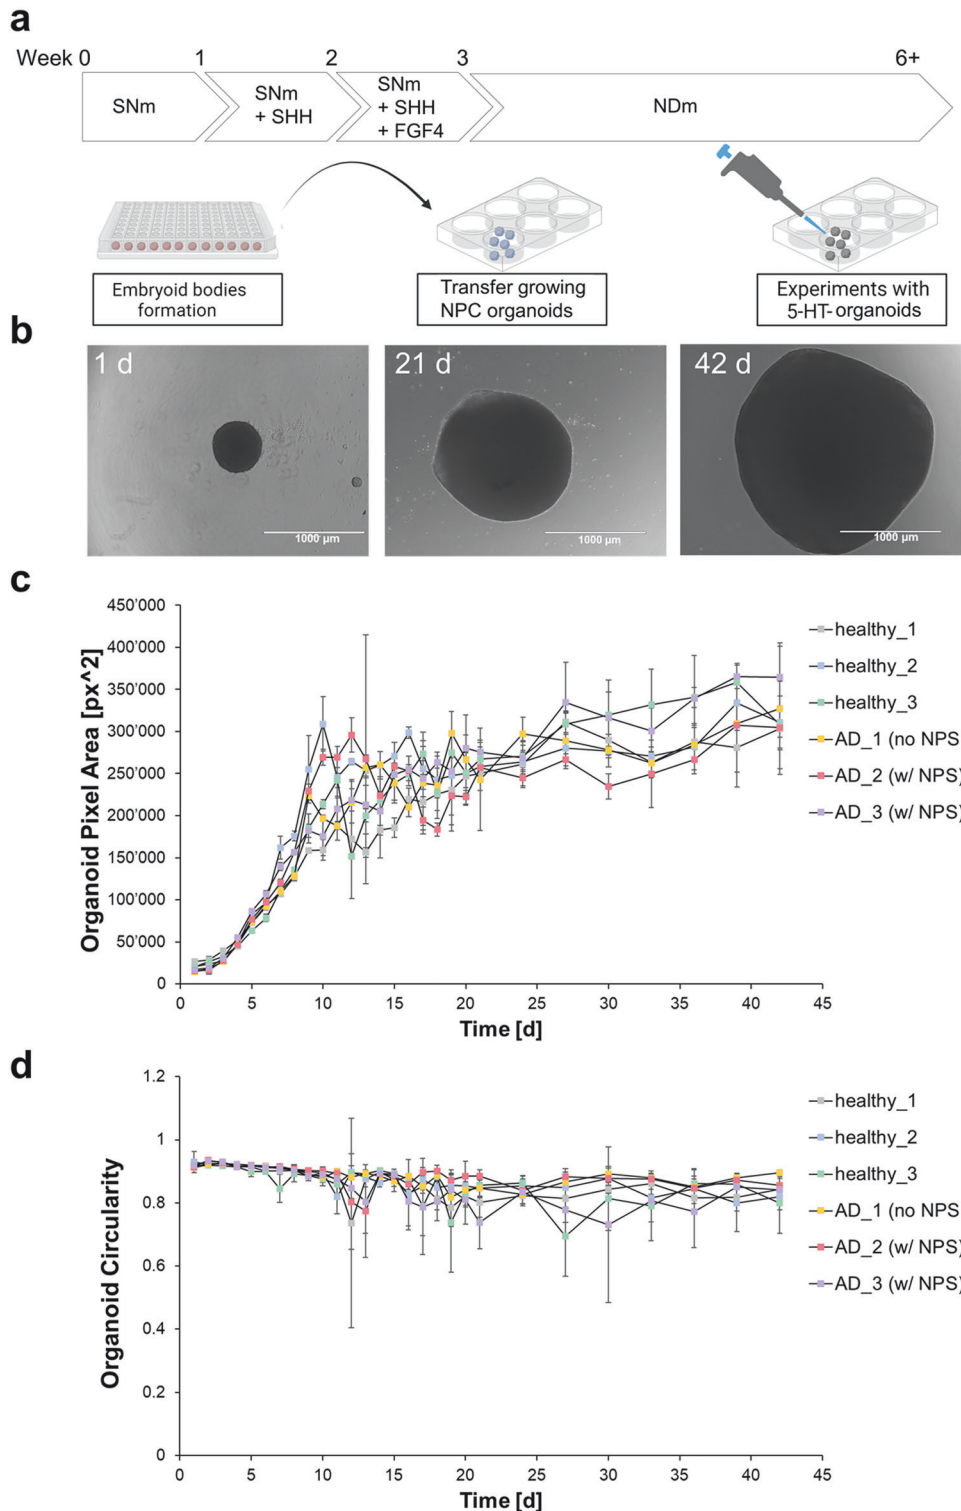 a
Week 0 1 2 3 6+
SNm
SNm
+ SHH
SNm
+ SHH
+ FGF4
NDm
Embryoid bodies
formation
Transfer growing
NPC organoids
Experiments with
5-HT-organoids
b
1 d
1000 µm
21 d
1000 µm
42 d
1000 µm
c
Organoid Pixel Area [px^2]
450'000
400'000
350'000
300'000
250'000
200'000
150'000
100'000
50'000
0
0 5 10 15 20 25 30 35 40 45
Time [d]
healthy_1
healthy_2
healthy_3
AD_1 (no NPS
AD_2 (w/ NPS)
AD_3 (w/ NPS)
d
Organoid Circularity
1.2
1
0.8
0.6
0.4
0.2
0
0 5 10 15 20 25 30 35 40 45
Time [d]
healthy_1
healthy_2
healthy_3
AD_1 (no NPS
AD_2 (w/ NPS)
AD_3 (w/ NPS)